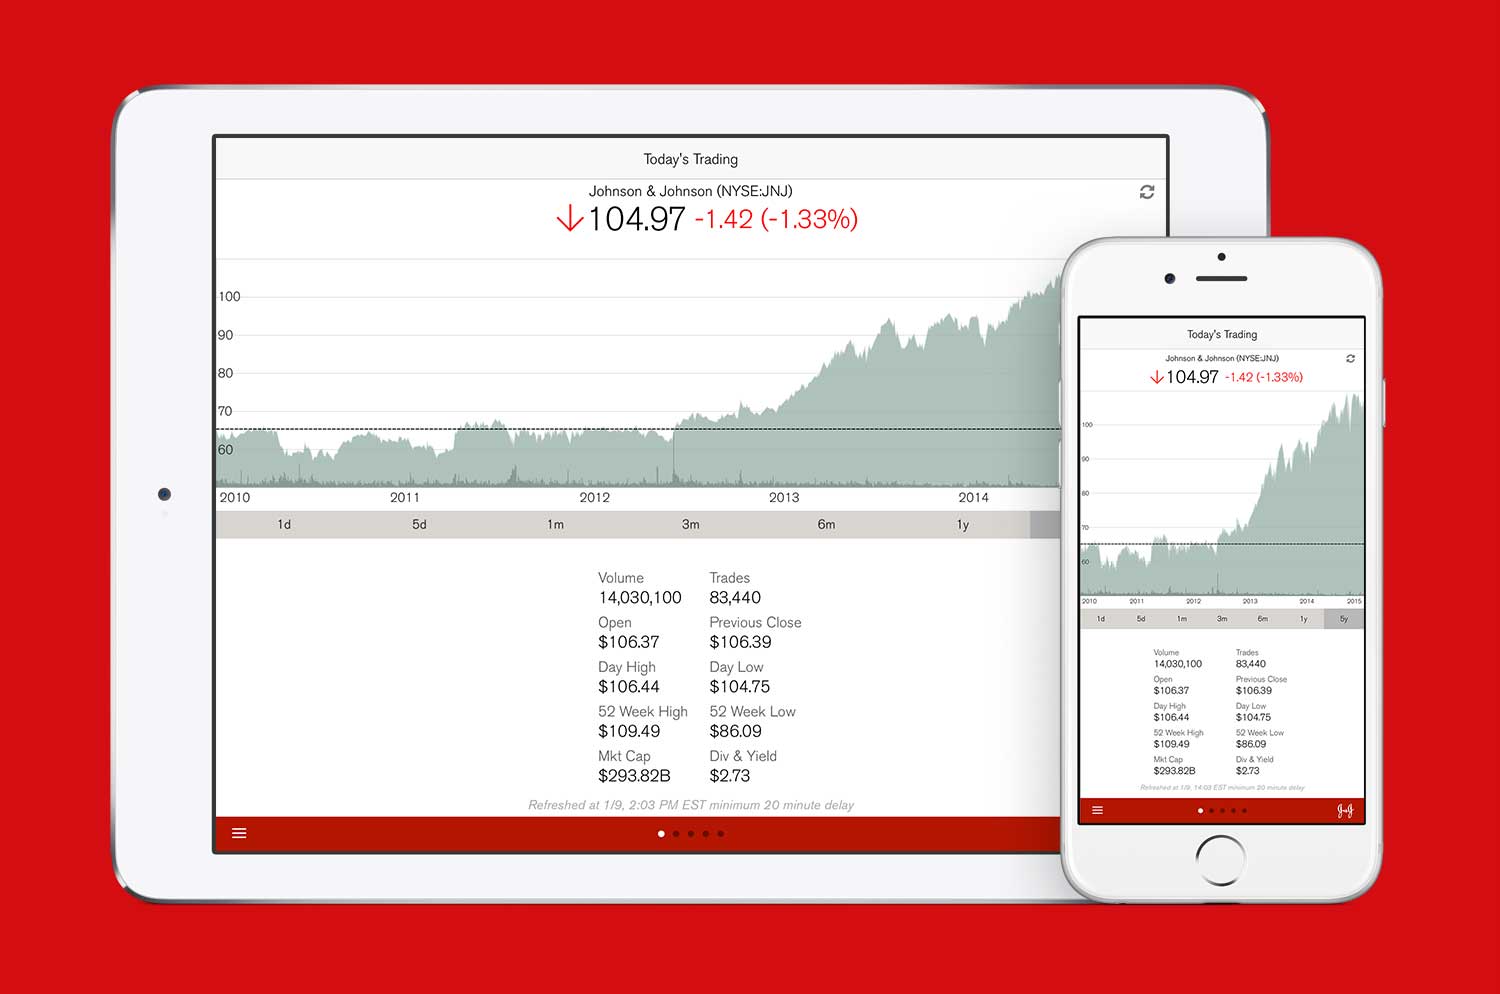 Today's Trading
Johnson & Johnson (NYSE:JNJ)
104.97 -1.42 (-1.33%)
100
90
80
70
60
2010 2011 2012 2013 2014
1d 5d 1m 3m 6m 1y
Volume Trades
14,030,100 83,440
Open Previous Close
$106.37 $106.39
Day High Day Low
$106.44 $104.75
52 Week High 52 Week Low
$109.49 $86.09
Mkt Cap Div & Yield
$293.82B $2.73
Refreshed at 1/9, 2:03 PM EST minimum 20 minute delay
Today's Trading
Johnson & Johnson (NYSE:JNJ)
104.97 -1.42 (-1.33%)
100
90
80
70
60
2010 2011 2012 2013 2014 2015
1d 5d 1m 3m 6m 1y 5y
Volume Trades
14,030,100 83,440
Open Previous Close
$106.37 $106.39
Day High Day Low
$106.44 $104.75
52 Week High 52 Week Low
$109.49 $86.09
Mkt Cap Div & Yield
$293.82B $2.73
Refreshed at 1/9, 14:03 EST minimum 20 minute delay
J&J